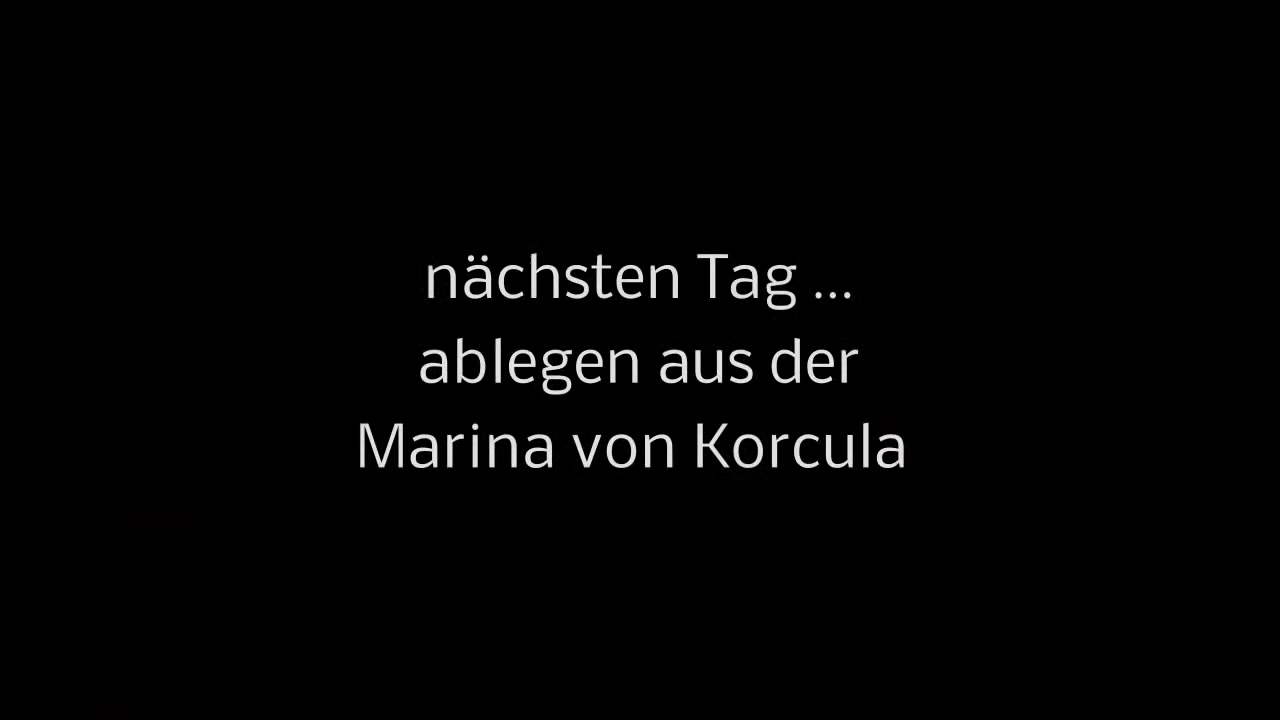 nächsten Tag ...
ablegen aus der
Marina von Korcula